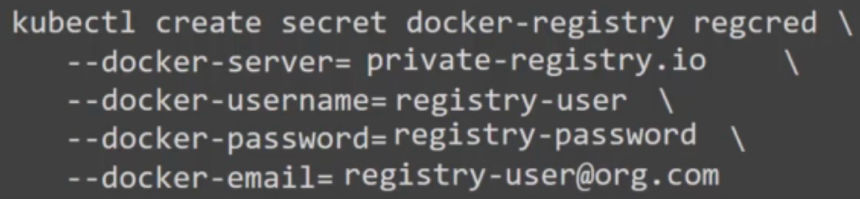 kubectl create secret docker-registry regcred \
--docker-server= private-registry.io \
--docker-username= registry-user \
--docker-password= registry-password \
--docker-email= registry-user@org.com